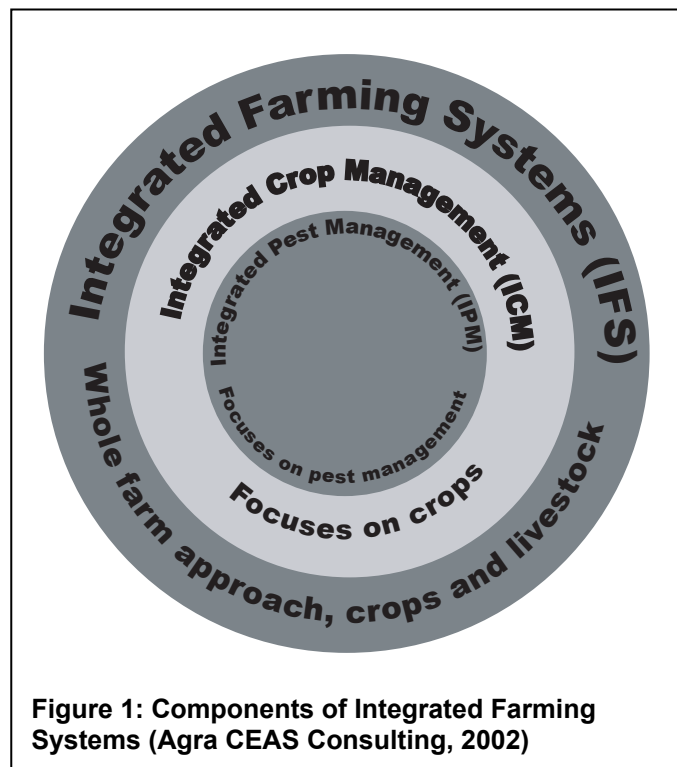 Integrated Farming Systems (IFS)
Integrated Crop Management (ICM)
Integrated Pest Management (IPM)
Focuses on pest management
Focuses on crops
Whole farm approach, crops and livestock
Figure 1: Components of Integrated Farming
Systems (Agra CEAS Consulting, 2002)